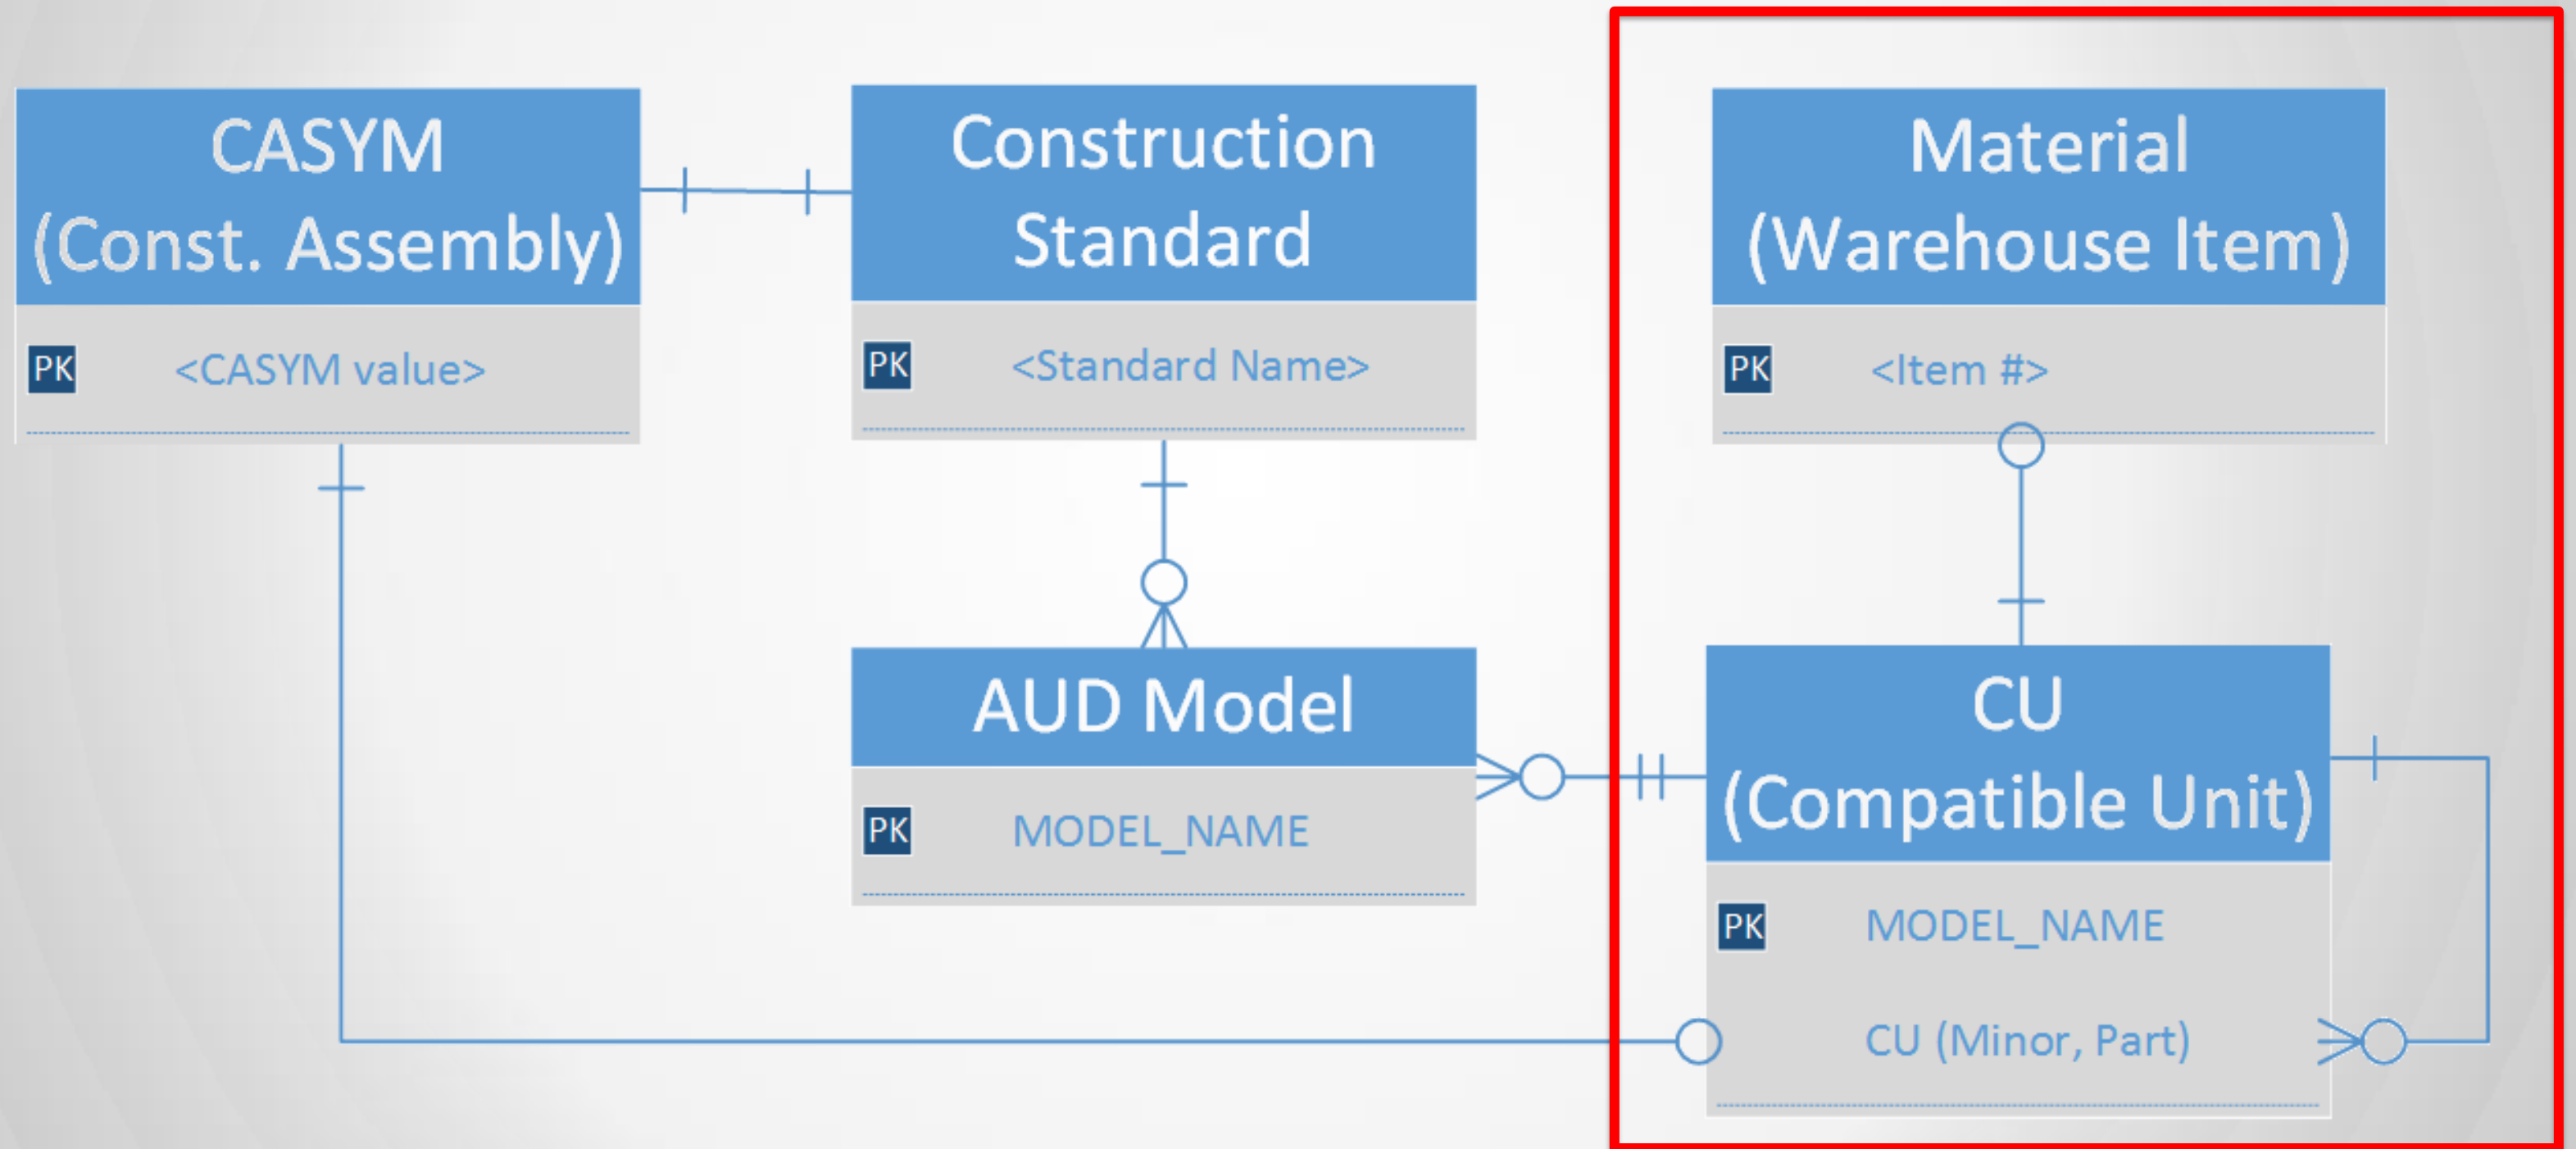 CASYM
(Const. Assembly)
PK <CASYM value>
Construction
Standard
PK <Standard Name>
Material
(Warehouse Item)
PK <Item #>
AUD Model
PK MODEL_NAME
CU
(Compatible Unit)
PK MODEL_NAME
CU (Minor, Part)